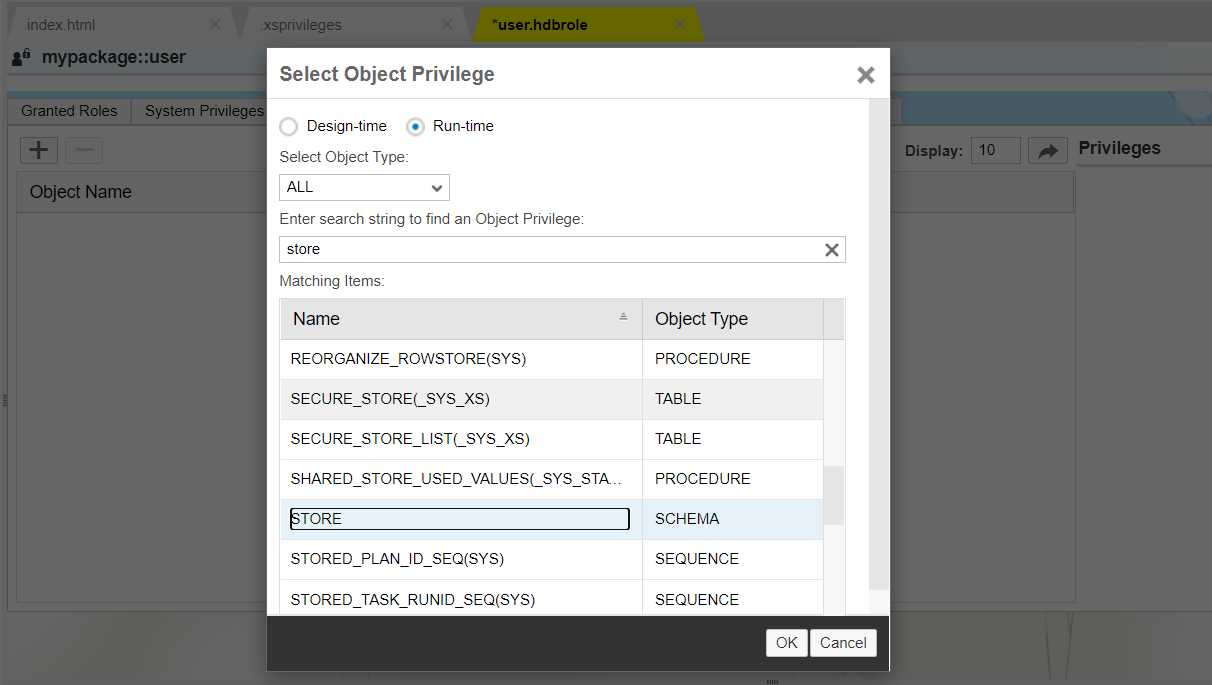 index.html
.xsprivileges
*user.hdbrole
mypackage::user
Select Object Privilege
Granted Roles
System Privileges
Design-time
Run-time
Select Object Type:
ALL
Display:
10
Privileges
Object Name
Enter search string to find an Object Privilege:
store
Matching Items:
Name
Object Type
REORGANIZE_ROWSTORE(SYS)
PROCEDURE
SECURE_STORE(_SYS_XS)
TABLE
SECURE_STORE_LIST(_SYS_XS)
TABLE
SHARED_STORE_USED_VALUES(_SYS_STA...
PROCEDURE
STORE
SCHEMA
STORED_PLAN_ID_SEQ(SYS)
SEQUENCE
STORED_TASK_RUNID_SEQ(SYS)
SEQUENCE
OK
Cancel